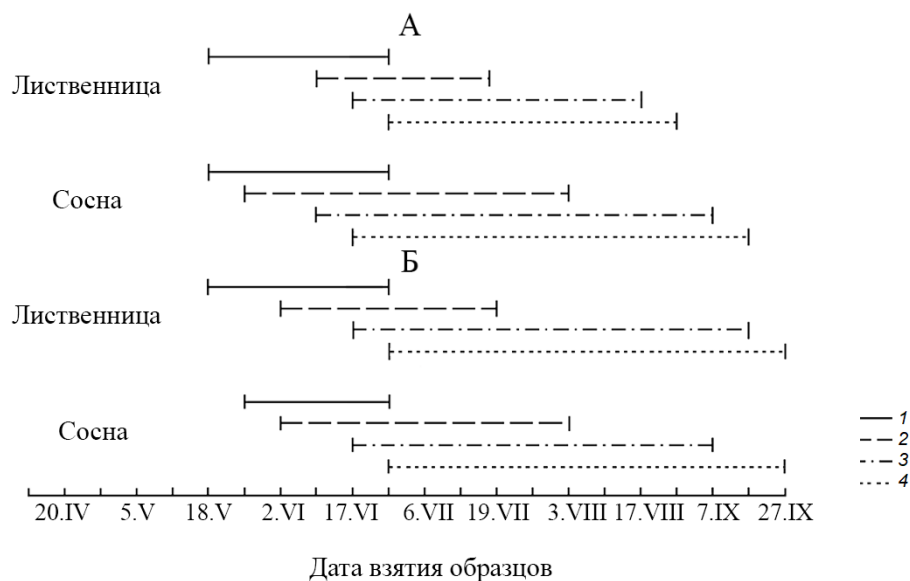 А
Лиственница
Сосна
Б
Лиственница
Сосна
1
2
3
4
20.IV 5.V 18.V 2.VI 17.VI 6.VII 19.VII 3.VIII 17.VIII 7.IX 27.IX
Дата взятия образцов